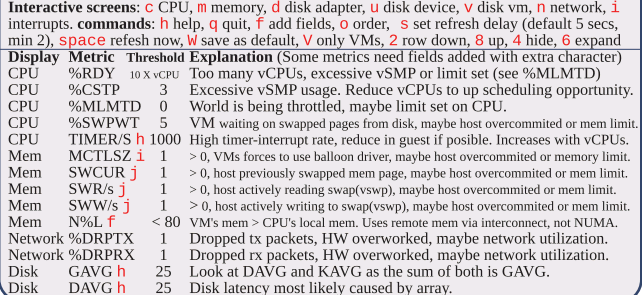 Interactive screens: c CPU, m memory, d disk adapter, u disk device, v disk vm, n network, i
interrupts. commands: h help, q quit, f add fields, o order, s set refresh delay (default 5 secs,
min 2), space refesh now, W save as default, V only VMs, 2 row down, 8 up, 4 hide, 6 expand
Display Metric Threshold Explanation (Some metrics need fields added with extra character)
CPU %RDY 10 X vCPU Too many vCPUs, excessive vSMP or limit set (see %MLMTD)
CPU %CSTP 3 Excessive vSMP usage. Reduce vCPUs to up scheduling opportunity.
CPU %MLMTD 0 World is being throttled, maybe limit set on CPU.
CPU %SWPWT 5 VM waiting on swapped pages from disk, maybe host overcommited or mem limit.
CPU TIMER/S h 1000 High timer-interrupt rate, reduce in guest if posible. Increases with vCPUs.
Mem MCTLSZ i 1 > 0, VMs forces to use balloon driver, maybe host overcommited or memory limit.
Mem SWCUR j 1 > 0, host previously swapped mem page, maybe host overcommited or mem limit.
Mem SWR/s j 1 > 0, host actively reading swap(vswp), maybe host overcommited or mem limit.
Mem SWW/s j 1 > 0, host actively writing to swap(vswp), maybe host overcommited or mem limit.
Mem N%L f < 80 VM's mem > CPU's local mem. Uses remote mem via interconnect, not NUMA.
Network %DRPTX 1 Dropped tx packets, HW overworked, maybe network utilization.
Network %DRPRX 1 Dropped rx packets, HW overworked, maybe network utilization.
Disk GAVG h 25 Look at DAVG and KAVG as the sum of both is GAVG.
Disk DAVG h 25 Disk latency most likely caused by array.